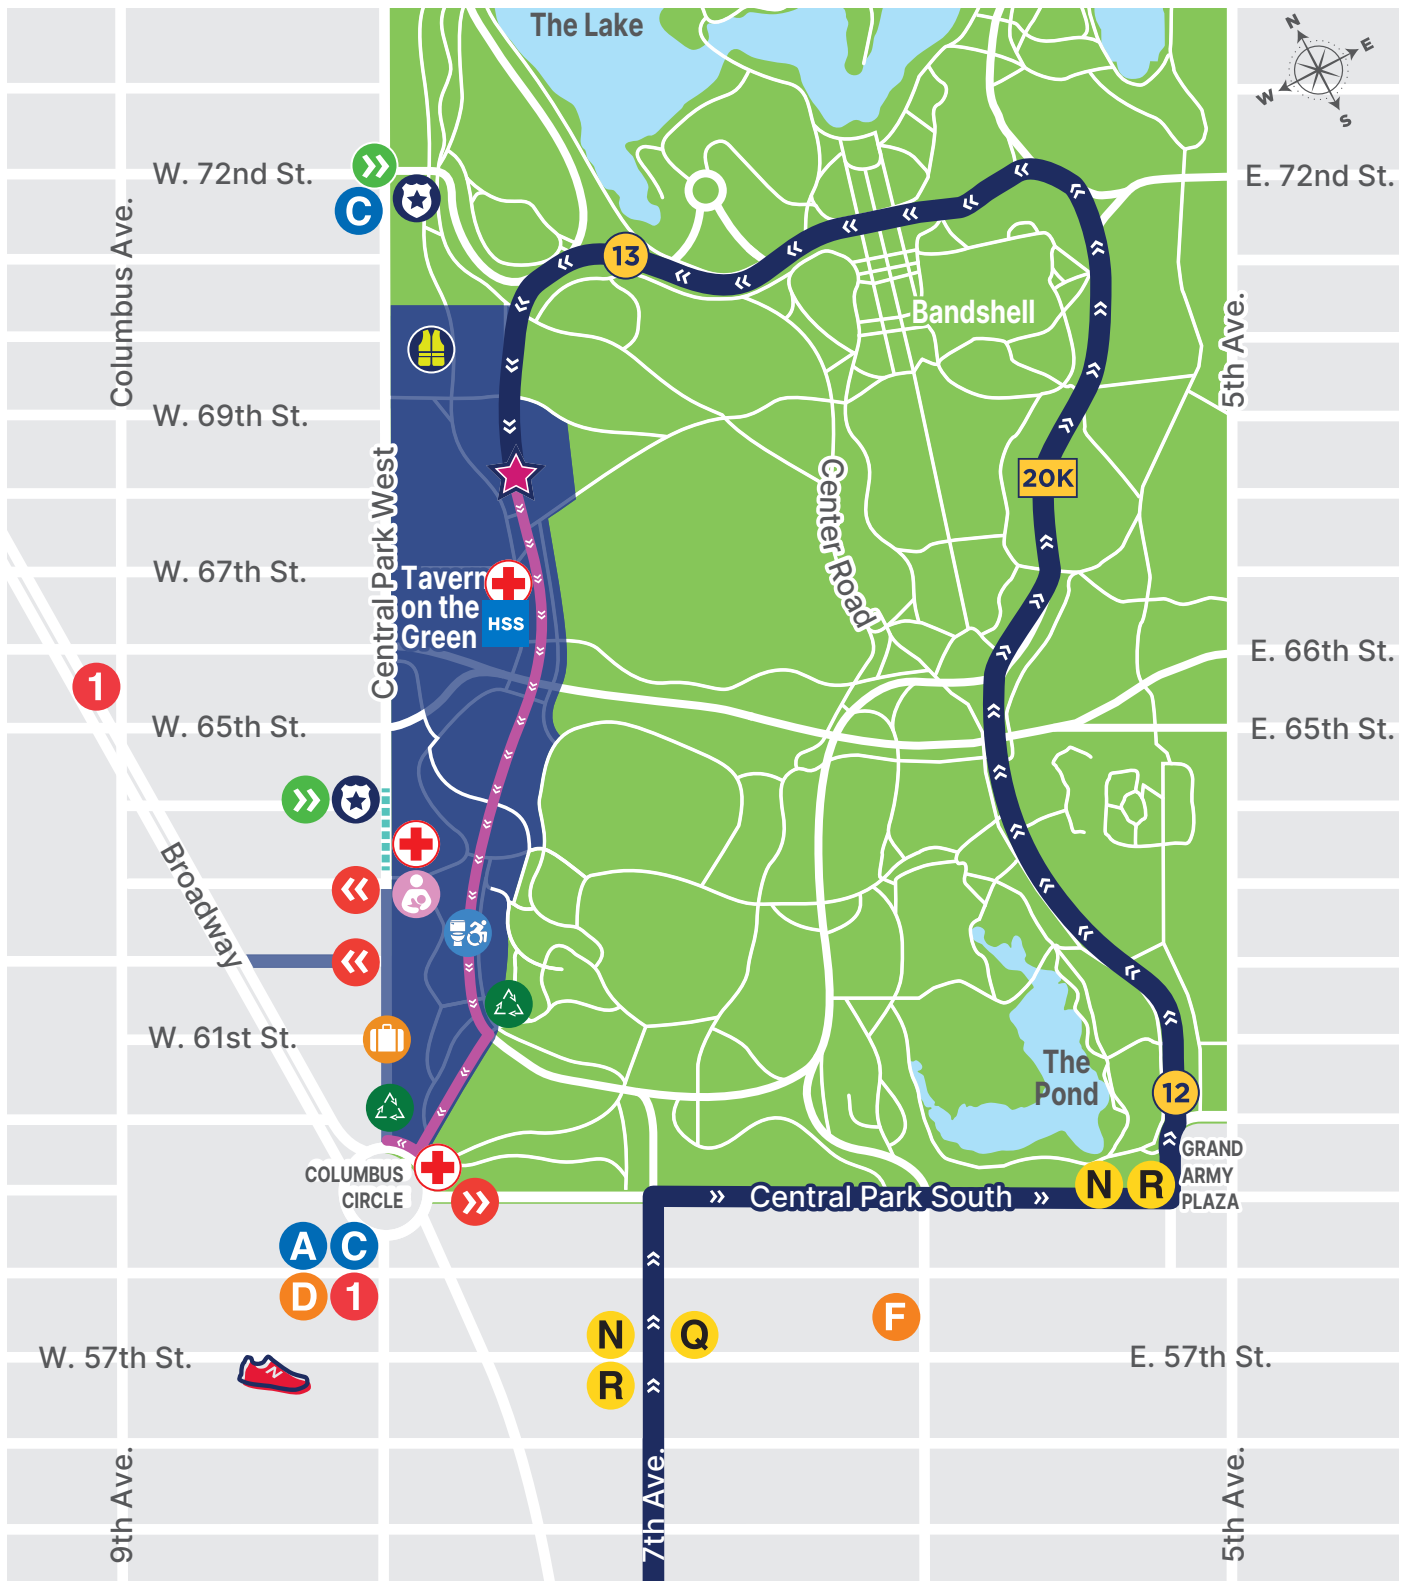 The Lake
N
E
W
S
W. 72nd St.
C
E. 72nd St.
Columbus Ave.
13
Bandshell
5th Ave.
W. 69th St.
Central Park West
Center Road
20K
W. 67th St.
Tavern
on the
Green
HSS
E. 66th St.
1
W. 65th St.
E. 65th St.
Broadway
W. 61st St.
The
Pond
12
COLUMBUS
CIRCLE
GRAND
ARMY
PLAZA
Central Park South
N
R
A
C
D
1
N
Q
R
F
W. 57th St.
N
E. 57th St.
9th Ave.
7th Ave.
5th Ave.